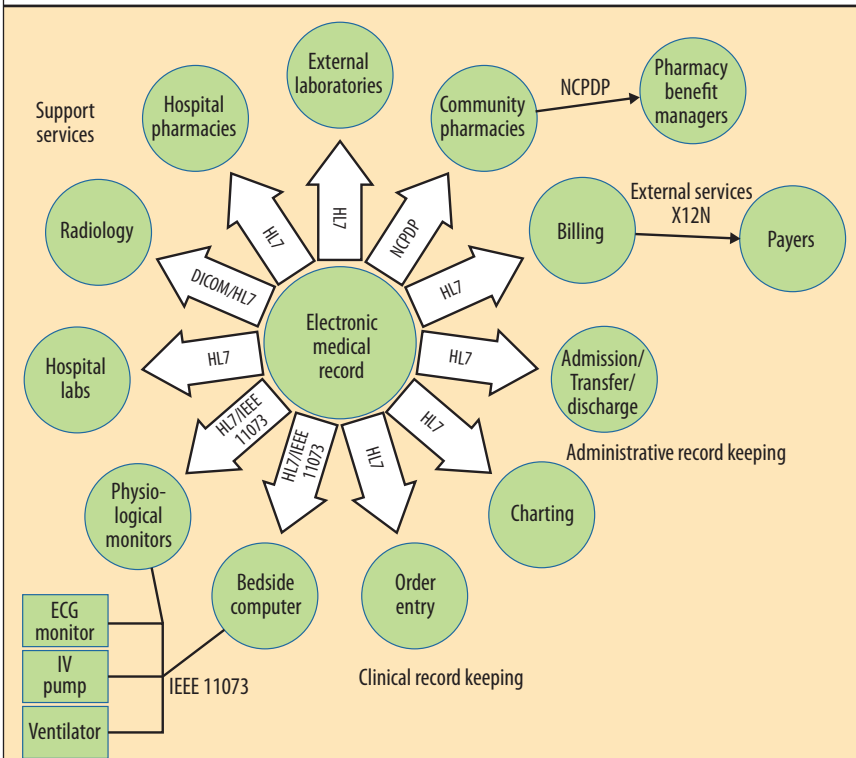 External
laboratories
Hospital
pharmacies
Community
pharmacies
NCPDP
Pharmacy
benefit
managers
Support
services
Radiology
HL7
HL7
NCPDP
Billing
External services
X12N
Payers
DICOM/HL7
HL7
Electronic
medical
record
Hospital
labs
HL7
HL7
Admission/
Transfer/
discharge
HL7/IEEE
11073
HL7/IEEE
11073
HL7
HL7
Administrative record keeping
Physio-
logical
monitors
Charting
Bedside
computer
Order
entry
ECG
monitor
IV
pump
IEEE 11073
Clinical record keeping
Ventilator